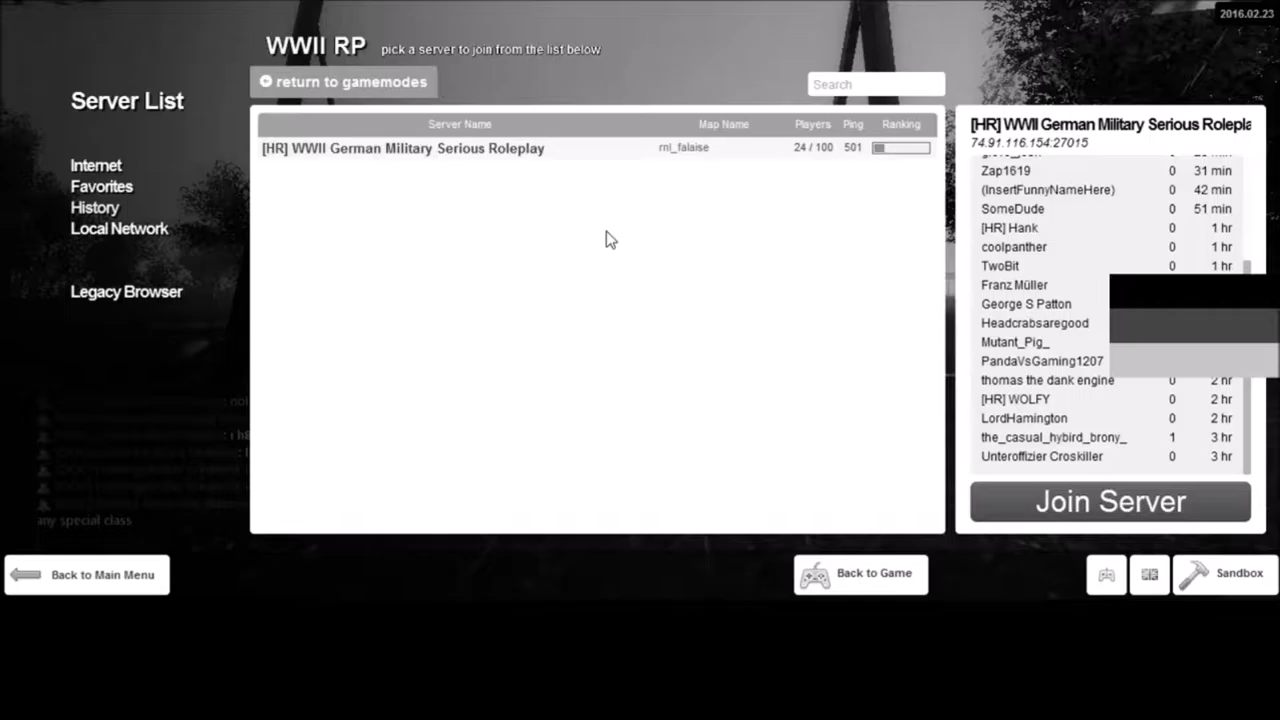 2016.02.23
WWII RP pick a server to join from the list below
return to gamemodes
Search
Server List
Internet
Favorites
History
Local Network
Legacy Browser
Server Name Map Name Players Ping Ranking
[HR] WWII German Military Serious Roleplay rnl_falaise 24 / 100 501
[HR] WWII German Military Serious Rolepla
74.91.116.154:27015
Zap1619 0 31 min
(InsertFunnyNameHere) 0 42 min
SomeDude 0 51 min
[HR] Hank 0 1 hr
coolpanther 0 1 hr
TwoBit 0 1 hr
Franz Müller
George S Patton
Headcrabsaregood
Mutant_Pig_
PandaVsGaming1207
thomas the dank engine 0 2 hr
[HR] WOLFY 0 2 hr
LordHamington 0 2 hr
the_casual_hybird_brony_ 1 3 hr
Unteroffizier Croskiller 0 3 hr
Join Server
any special class
Back to Main Menu
Back to Game
Sandbox